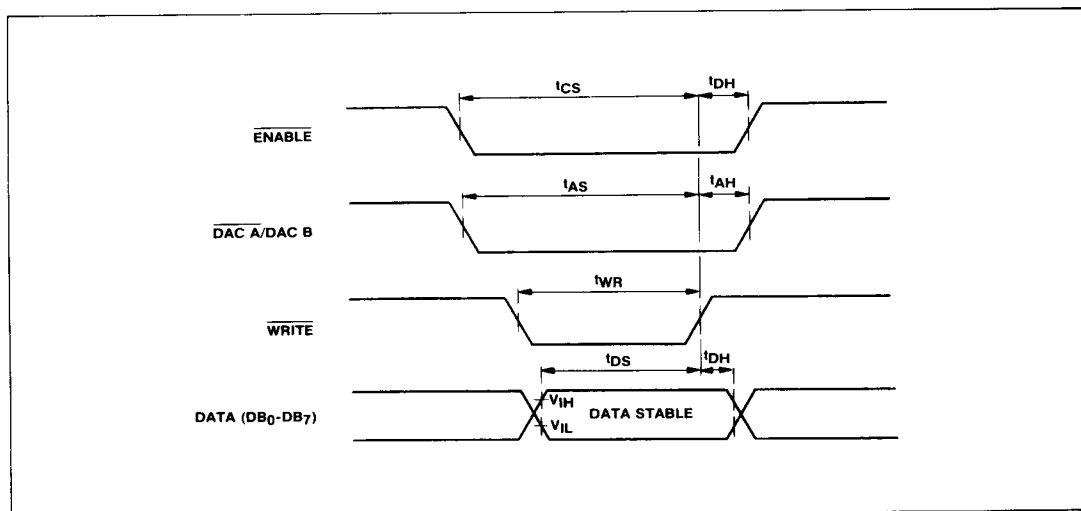 tCS tDH
ENABLE
tAS tAH
DAC A/DAC B
tWR
WRITE
tDS tDH
VIH
DATA (DB0-DB7) DATA STABLE
VIL